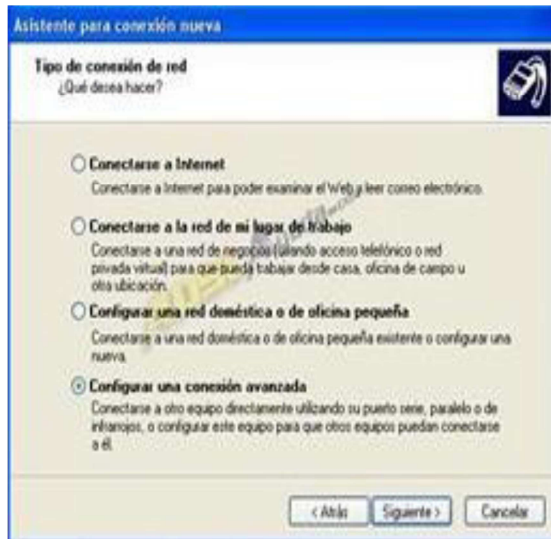 Asistente para conexión nueva
Tipo de conexión de red
¿Qué desea hacer?
Conectarse a Internet
Conectarse a Internet para poder examinar el Web y leer correo electrónico.
Conectarse a la red de mi lugar de trabajo
Conectarse a una red de negocios (usando acceso telefónico o red
privada virtual) para que pueda trabajar desde casa, oficina de campo u
otra ubicación.
Configurar una red doméstica o de oficina pequeña
Conectarse a una red doméstica o de oficina pequeña existente o configurar una
nueva.
Configurar una conexión avanzada
Conectarse a otro equipo directamente utilizando su puerto serie, paralelo o de
infrarrojos, o configurar este equipo para que otros equipos puedan conectarse
a él.
< Atrás Siguiente > Cancelar